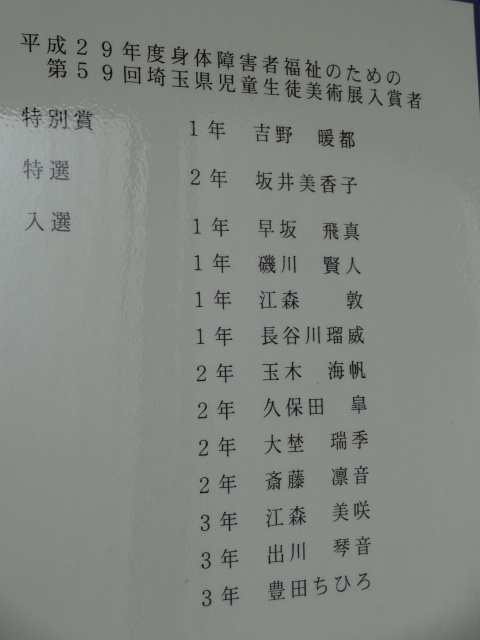 平成29年度身体障害者福祉のための
第59回埼玉県児童生徒美術展入賞者
特別賞 1年 吉野 暖都
特選 2年 坂井美香子
入選 1年 早坂 飛真
1年 磯川 賢人
1年 江森 敦
1年 長谷川瑠威
2年 玉木 海帆
2年 久保田 皐
2年 大埜 瑞季
2年 斎藤 凛音
3年 江森 美咲
3年 出川 琴音
3年 豊田ちひろ